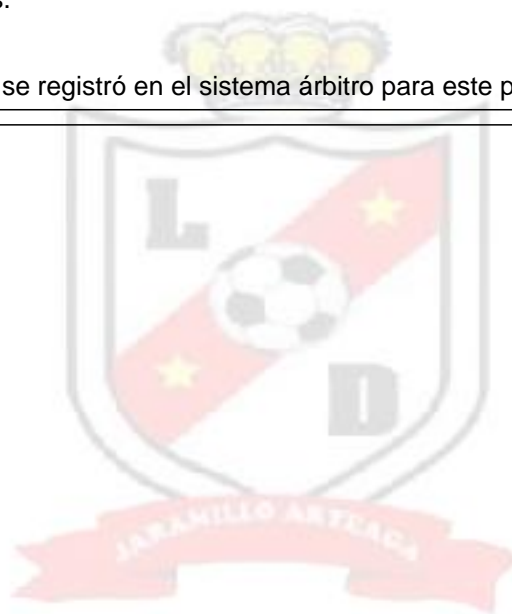 s.
se registró en el sistema árbitro para este p
L
D
JARAMILLO ARTEAGA